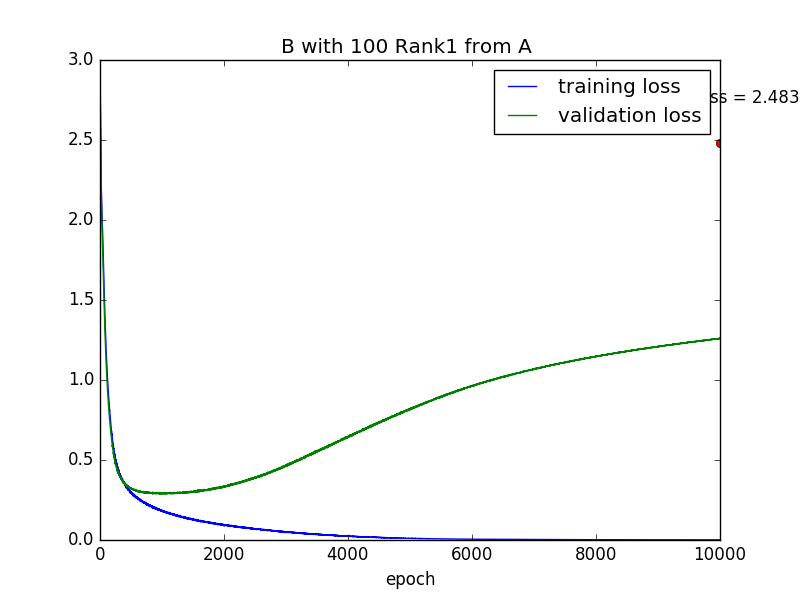 B with 100 Rank1 from A
3.0
2.5
2.0
1.5
1.0
0.5
0.0
training loss
validation loss
ss = 2.483
0
2000
4000
6000
8000
10000
epoch